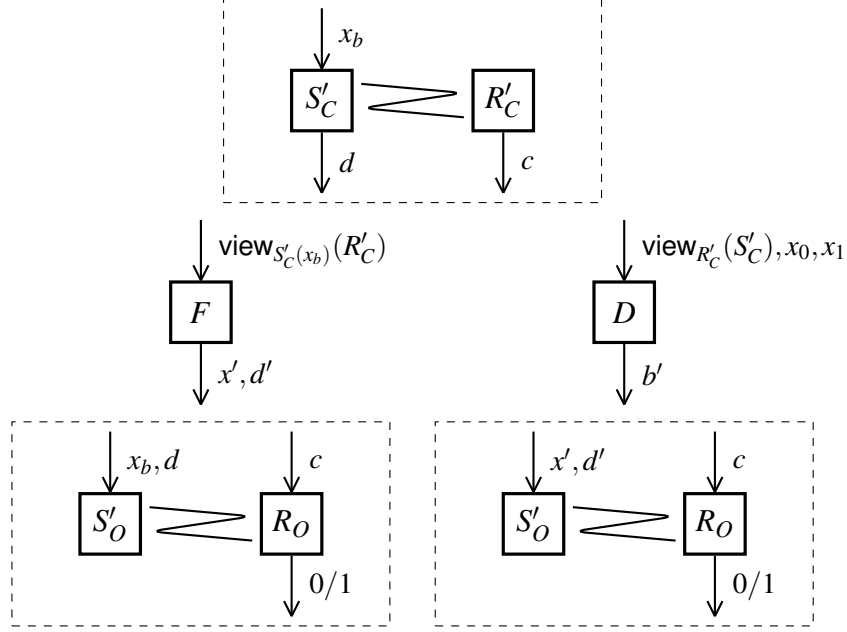 x_b
S'_C R'_C
d c
view_{S'_C(x_b)}(R'_C) view_{R'_C}(S'_C), x_0, x_1
F D
x', d' b'
x_b, d c x', d' c
S'_O R_O S'_O R_O
0/1 0/1